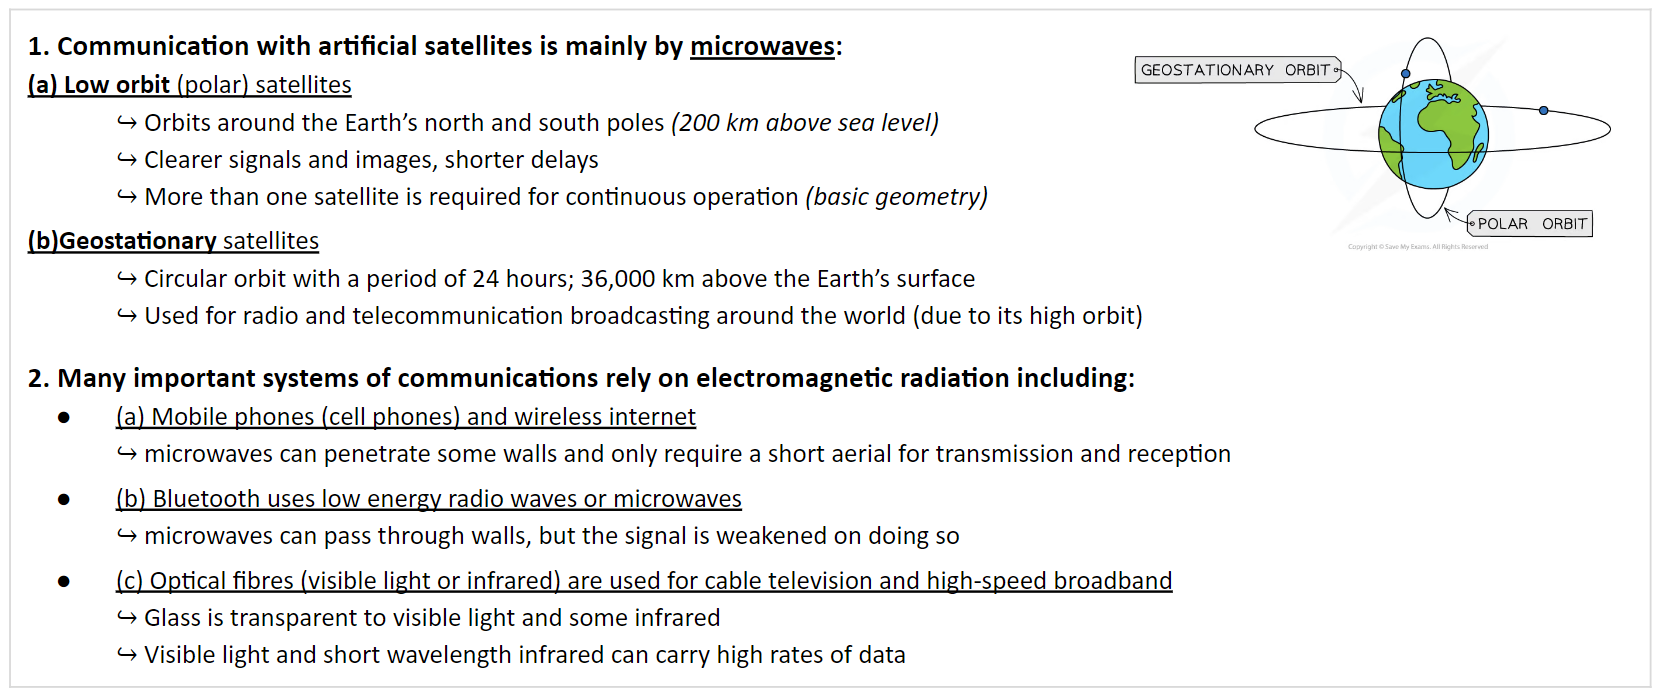 1. Communication with artificial satellites is mainly by microwaves:
(a) Low orbit (polar) satellites
↪ Orbits around the Earth’s north and south poles (200 km above sea level)
↪ Clearer signals and images, shorter delays
↪ More than one satellite is required for continuous operation (basic geometry)
(b)Geostationary satellites
↪ Circular orbit with a period of 24 hours; 36,000 km above the Earth’s surface
↪ Used for radio and telecommunication broadcasting around the world (due to its high orbit)
GEOSTATIONARY ORBIT
POLAR ORBIT
Copyright © Save My Exams. All Rights Reserved
2. Many important systems of communications rely on electromagnetic radiation including:
● (a) Mobile phones (cell phones) and wireless internet
↪ microwaves can penetrate some walls and only require a short aerial for transmission and reception
● (b) Bluetooth uses low energy radio waves or microwaves
↪ microwaves can pass through walls, but the signal is weakened on doing so
● (c) Optical fibres (visible light or infrared) are used for cable television and high-speed broadband
↪ Glass is transparent to visible light and some infrared
↪ Visible light and short wavelength infrared can carry high rates of data